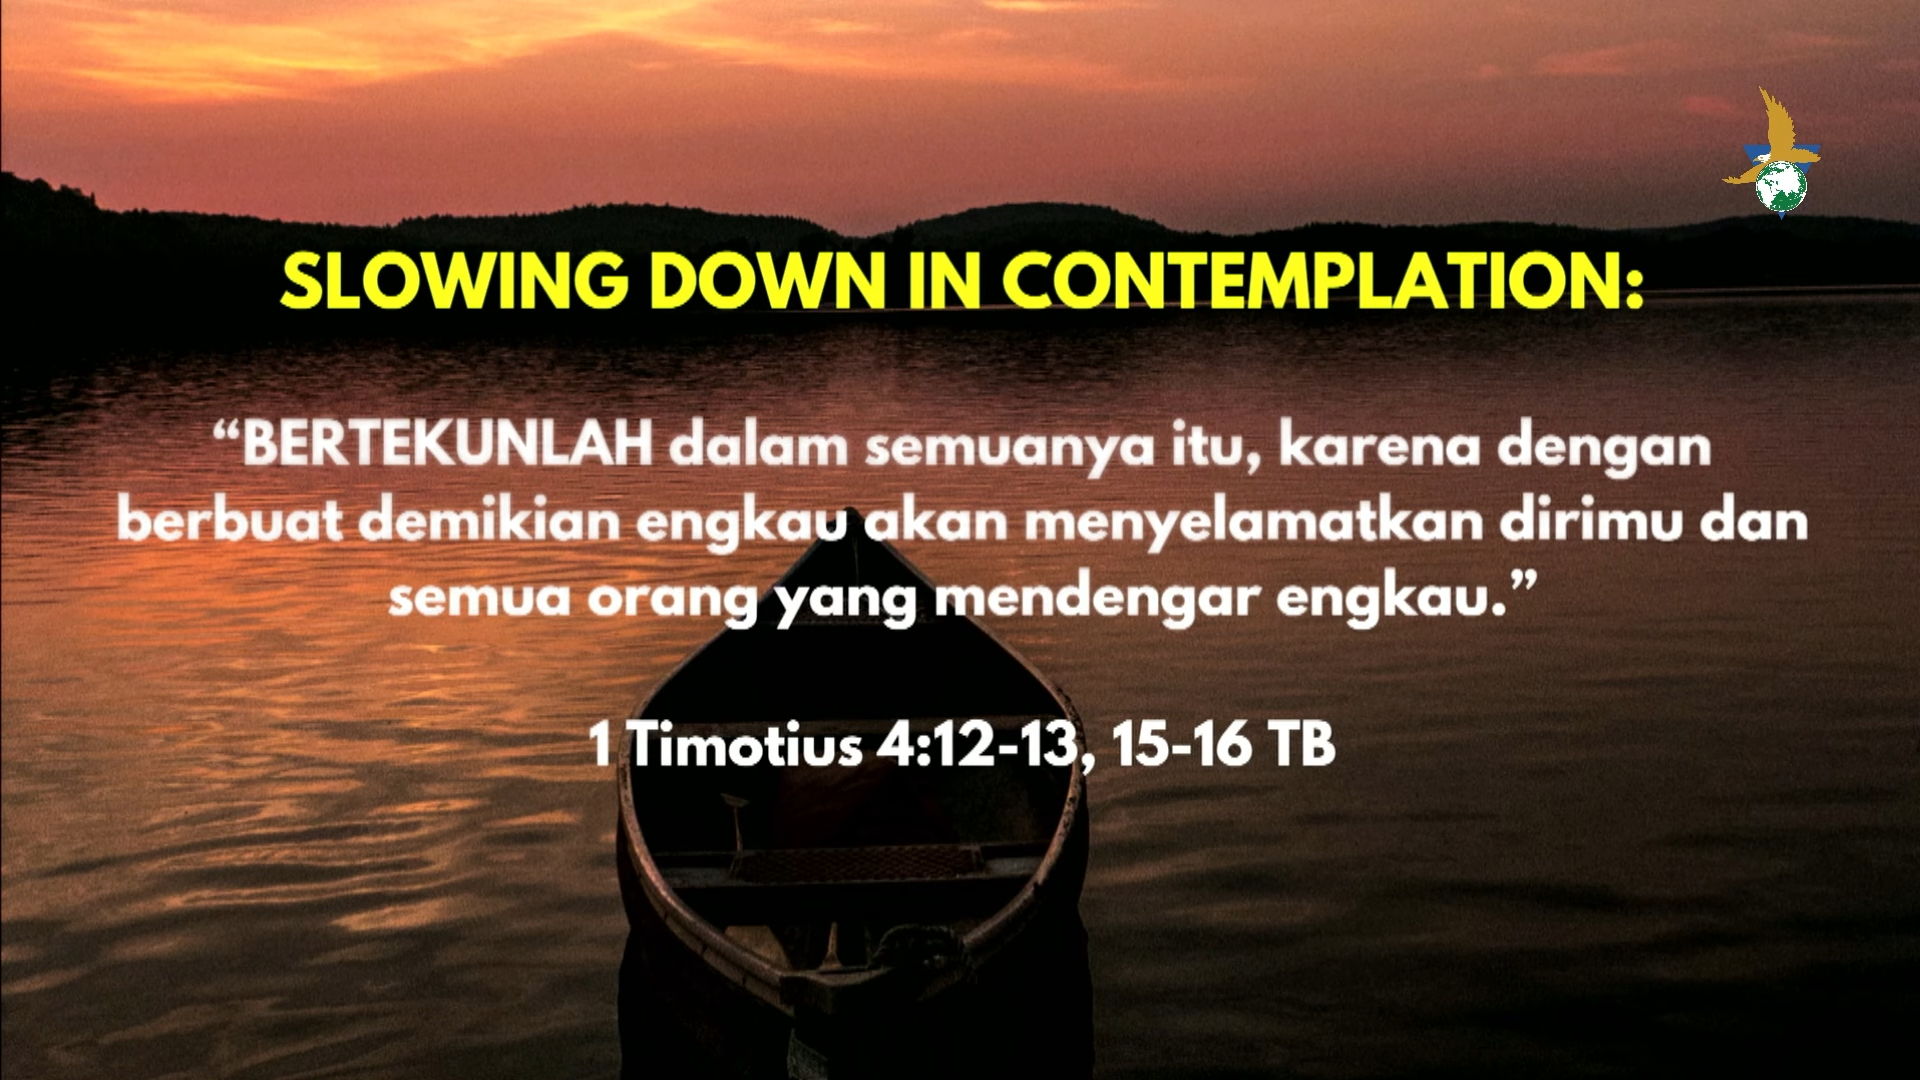 SLOWING DOWN IN CONTEMPLATION:
“BERTEKUNLAH dalam semuanya itu, karena dengan
berbuat demikian engkau akan menyelamatkan dirimu dan
semua orang yang mendengar engkau.”
1 Timotius 4:12-13, 15-16 TB